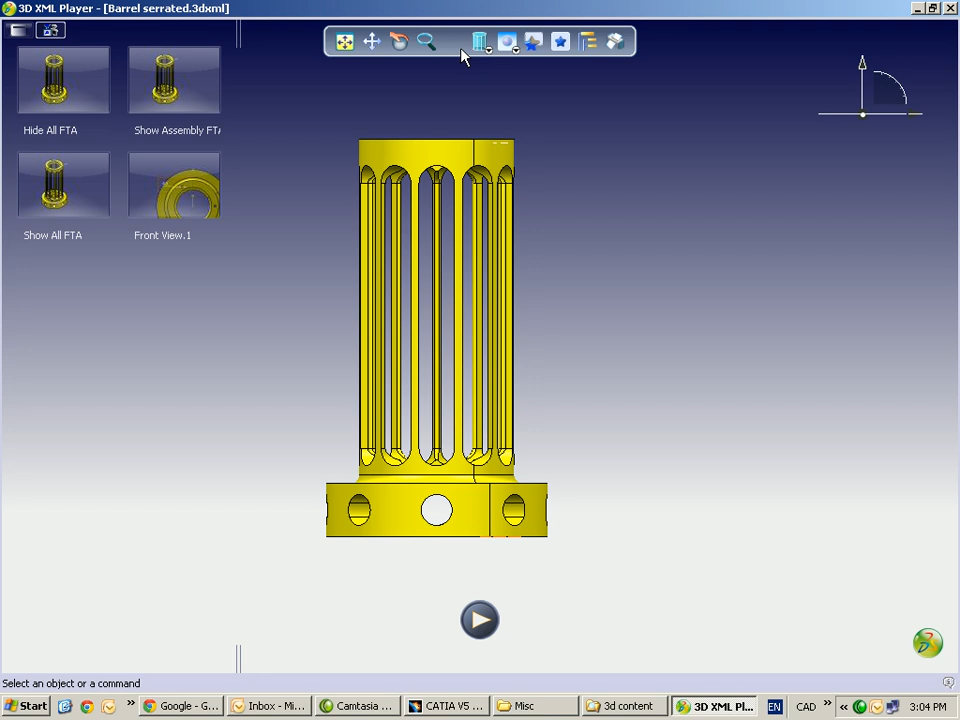 3D XML Player - [Barrel serrated.3dxml]
Hide All FTA
Show Assembly FTA
Show All FTA
Front View.1
Select an object or a command
Start
Google - G...
Inbox - Mi...
Camtasia ...
CATIA V5 ...
Misc
3d content
3D XML Pl...
EN
CAD
3:04 PM